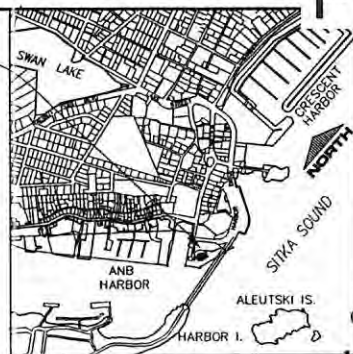 SWAN LAKE
CRESCENT
HARBOR
NORTH
SITKA SOUND
ANB
HARBOR
ALEUTSKI IS.
HARBOR I.